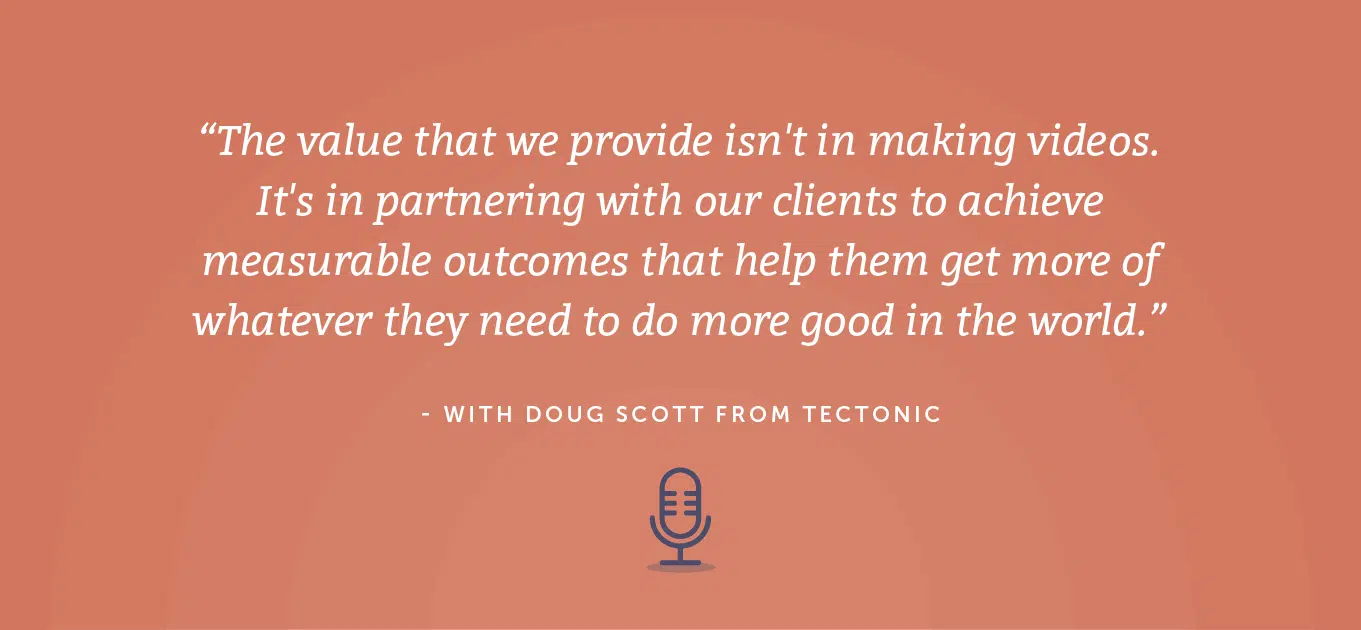 “The value that we provide isn't in making videos.
It's in partnering with our clients to achieve
measurable outcomes that help them get more of
whatever they need to do more good in the world.”
- WITH DOUG SCOTT FROM TECTONIC